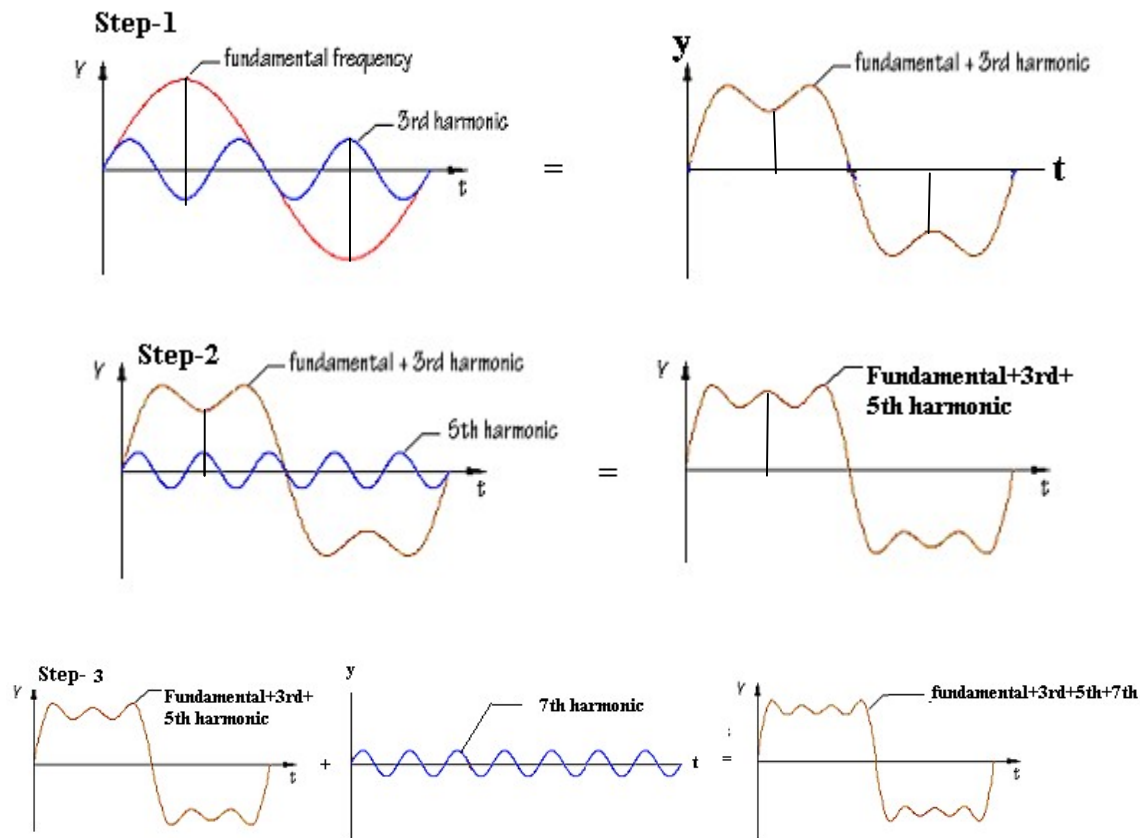 Step-1
Y
fundamental frequency
3rd harmonic
t
=
y
fundamental + 3rd harmonic
t
Step-2
Y
fundamental + 3rd harmonic
5th harmonic
t
=
Y
Fundamental+3rd+
5th harmonic
t
Step- 3
Y
Fundamental+3rd+
5th harmonic
t
+
y
7th harmonic
t
=
Y
fundamental+3rd+5th+7th
t